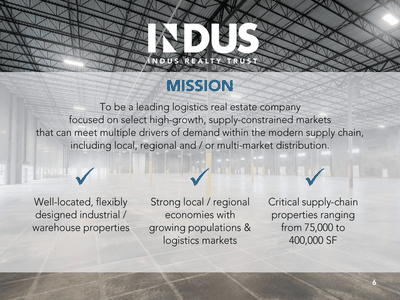 INDUS
INDUS REALTY TRUST
MISSION
To be a leading logistics real estate company
focused on select high-growth, supply-constrained markets
that can meet multiple drivers of demand within the modern supply chain,
including local, regional and / or multi-market distribution.
Well-located, flexibly
designed industrial /
warehouse properties
Strong local / regional
economies with
growing populations &
logistics markets
Critical supply-chain
properties ranging
from 75,000 to
400,000 SF
6